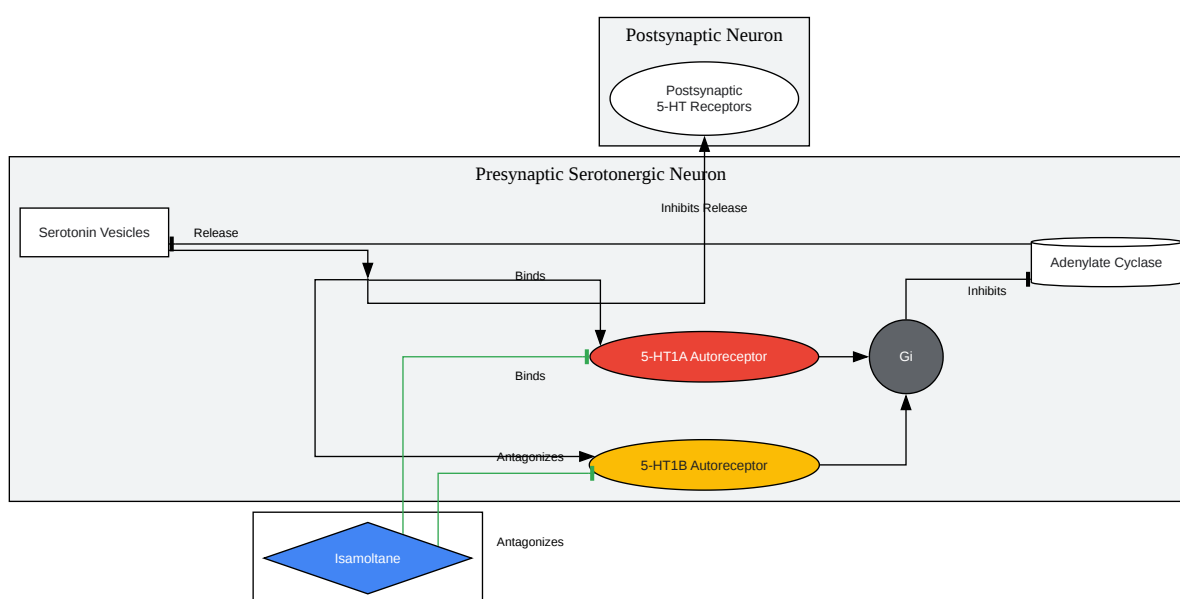 Postsynaptic Neuron
Postsynaptic
5-HT Receptors
Presynaptic Serotonergic Neuron
Inhibits Release
Serotonin Vesicles
Release
Adenylate Cyclase
Binds
Inhibits
5-HT1A Autoreceptor
Gi
Binds
Antagonizes
5-HT1B Autoreceptor
Antagonizes
Isamoltane